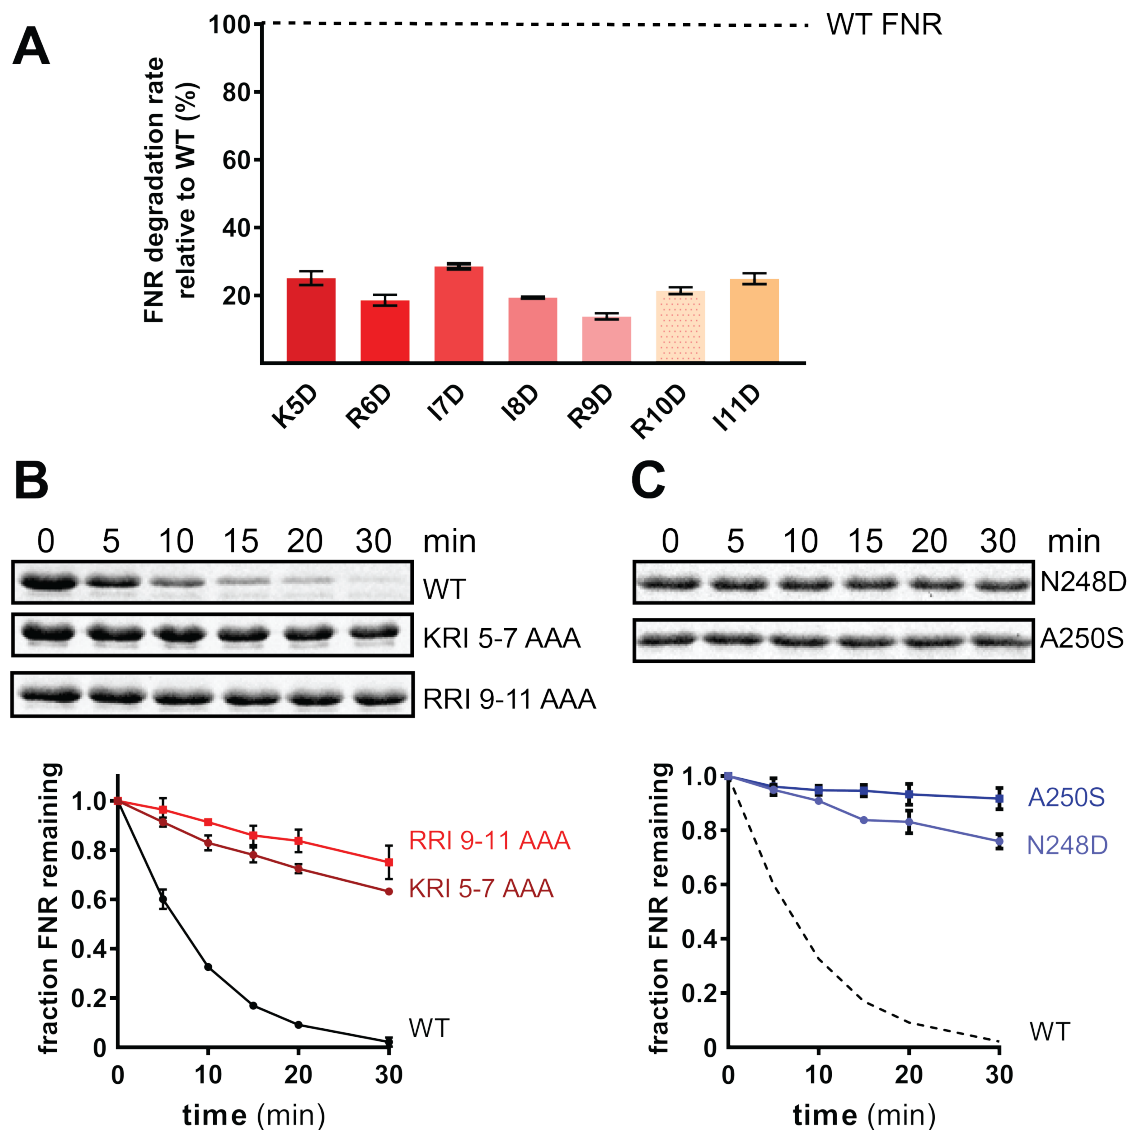 A
FNR degradation rate
relative to WT (%)
100
80
60
40
20
WT FNR
K5D R6D I7D I8D R9D R10D I11D
B
0 5 10 15 20 30 min
WT
KRI 5-7 AAA
RRI 9-11 AAA
fraction FNR remaining
1.0
0.8
0.6
0.4
0.2
0
RRI 9-11 AAA
KRI 5-7 AAA
WT
0 10 20 30
time (min)
C
0 5 10 15 20 30 min
N248D
A250S
fraction FNR remaining
1.0
0.8
0.6
0.4
0.2
0
A250S
N248D
WT
0 10 20 30
time (min)